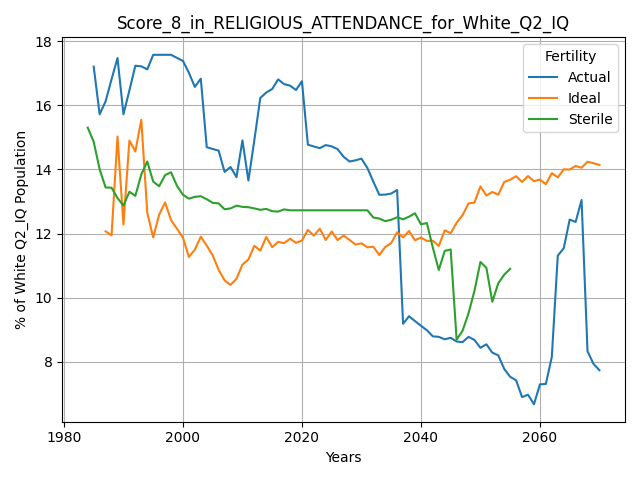 Score_8_in_RELIGIOUS_ATTENDANCE_for_White_Q2_IQ
% of White Q2_IQ Population
18
16
14
12
10
8
1980 2000 2020 2040 2060
Years
Fertility
Actual
Ideal
Sterile